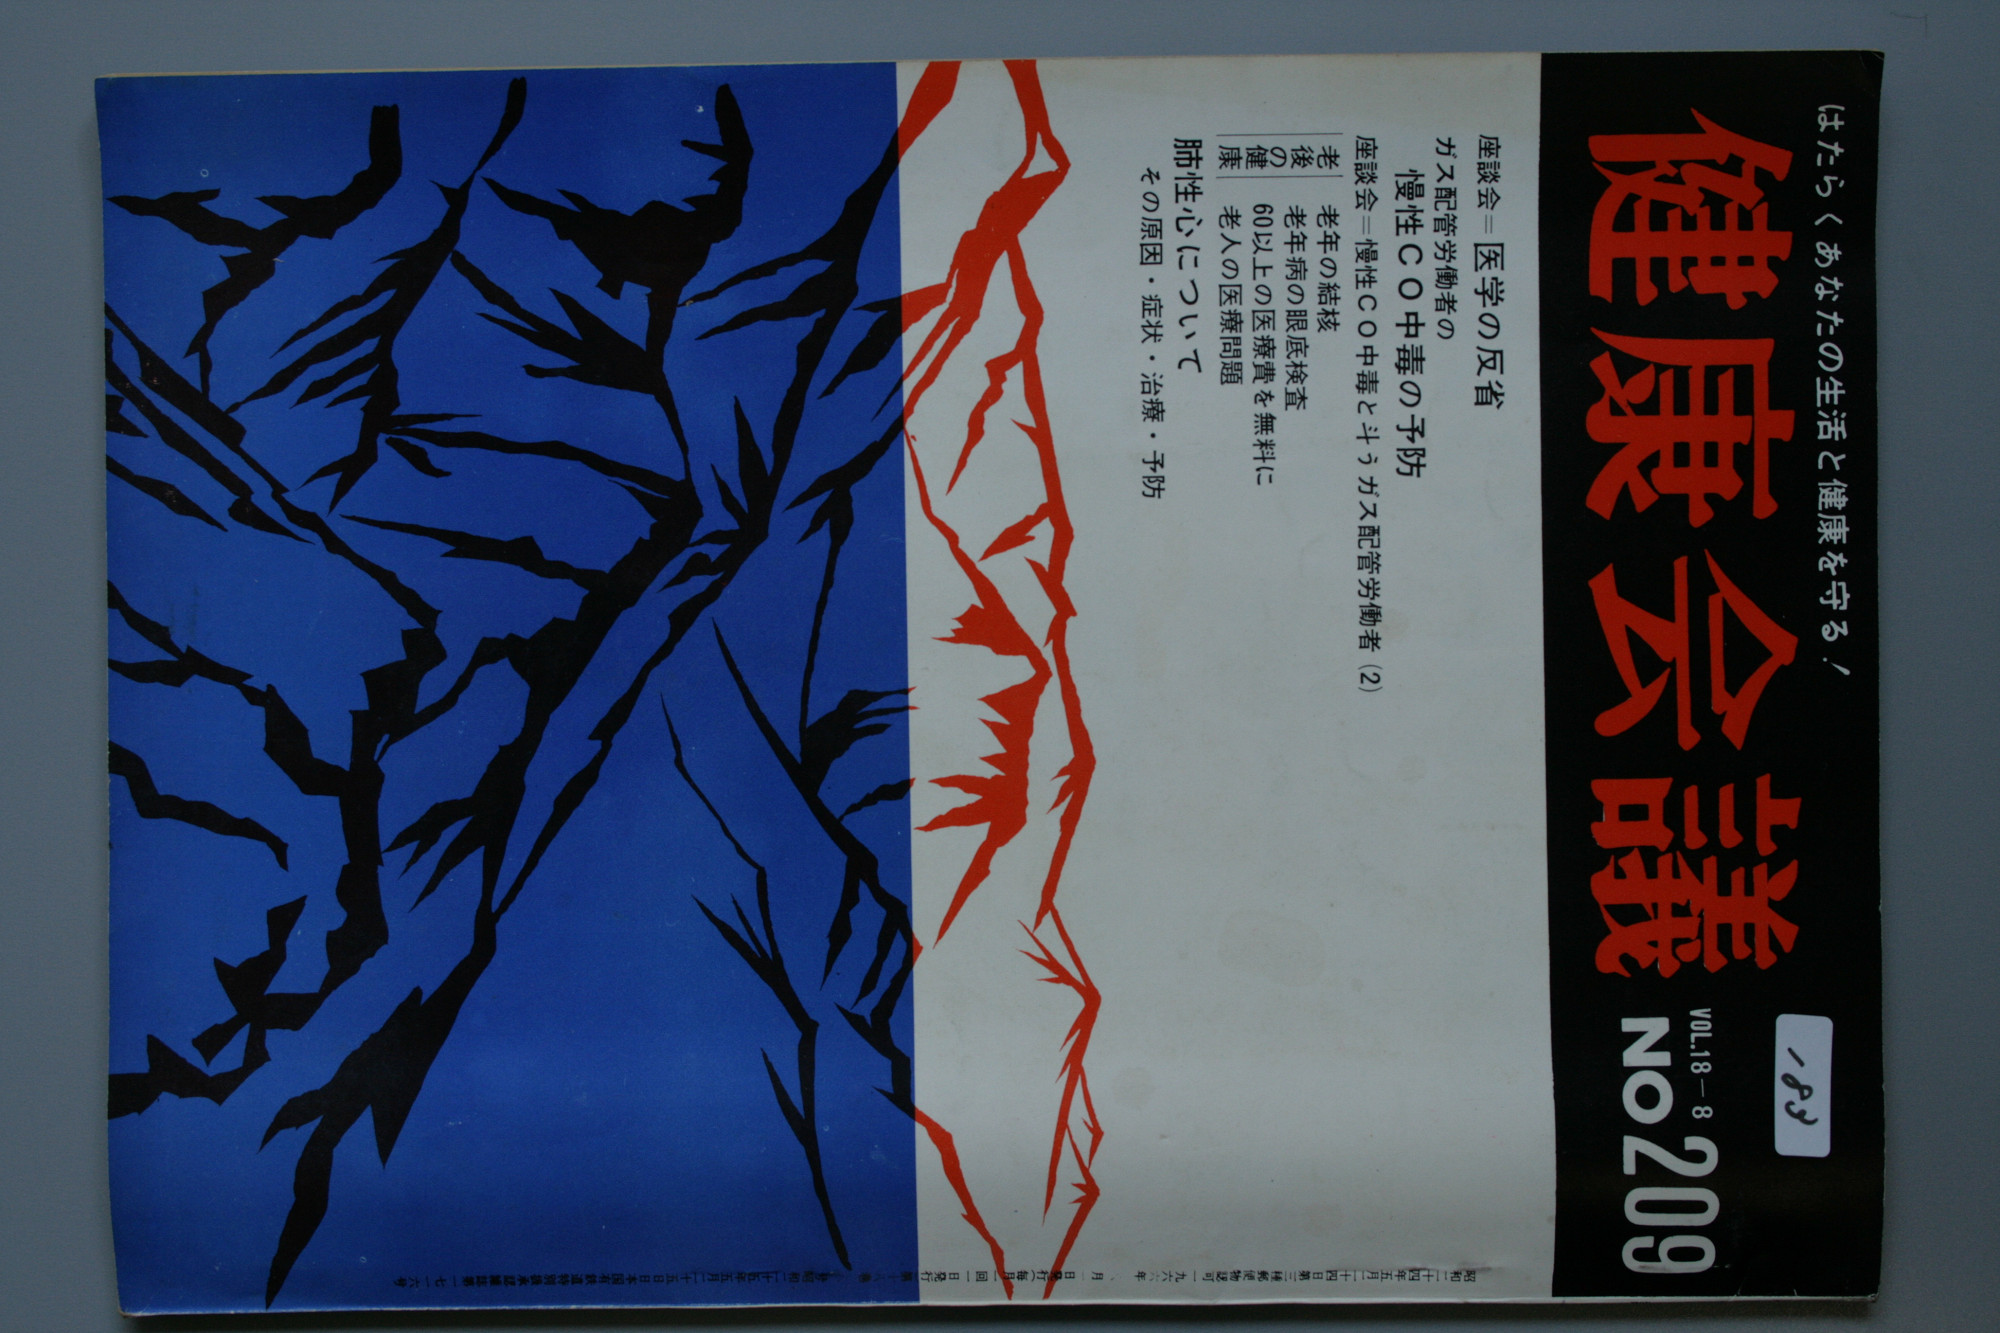 はたらくあなたの生活と健康を守る!
健康会議
189
VOL.18—8
NO209
座談会=医学の反省
ガス配管労働者の
慢性CO中毒の予防
座談会=慢性CO中毒と斗うガス配管労働者(2)
老後の健康
老年の結核
老年病の眼底検査
60以上の医療費を無料に
老人の医療問題
肺性心について
その原因・症状・治療・予防